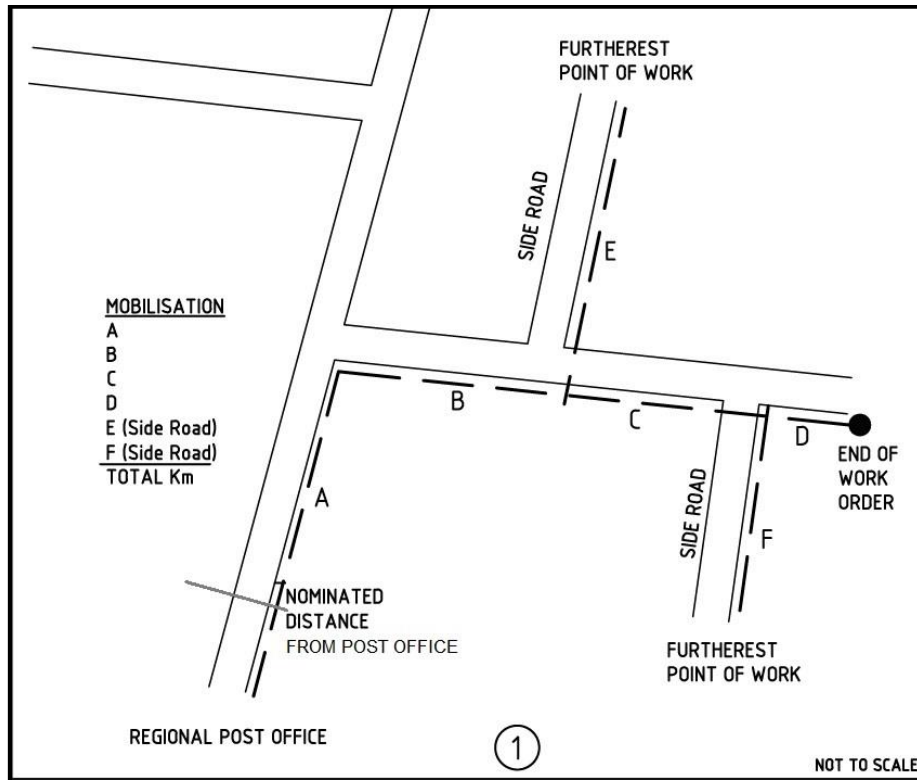 FURTHEREST
POINT OF WORK
SIDE ROAD
E
MOBILISATION
A
B
C
D
E (Side Road)
F (Side Road)
TOTAL Km
B
C
D
END OF
WORK
ORDER
A
SIDE ROAD
F
NOMINATED
DISTANCE
FROM POST OFFICE
FURTHEREST
POINT OF WORK
REGIONAL POST OFFICE
1
NOT TO SCALE